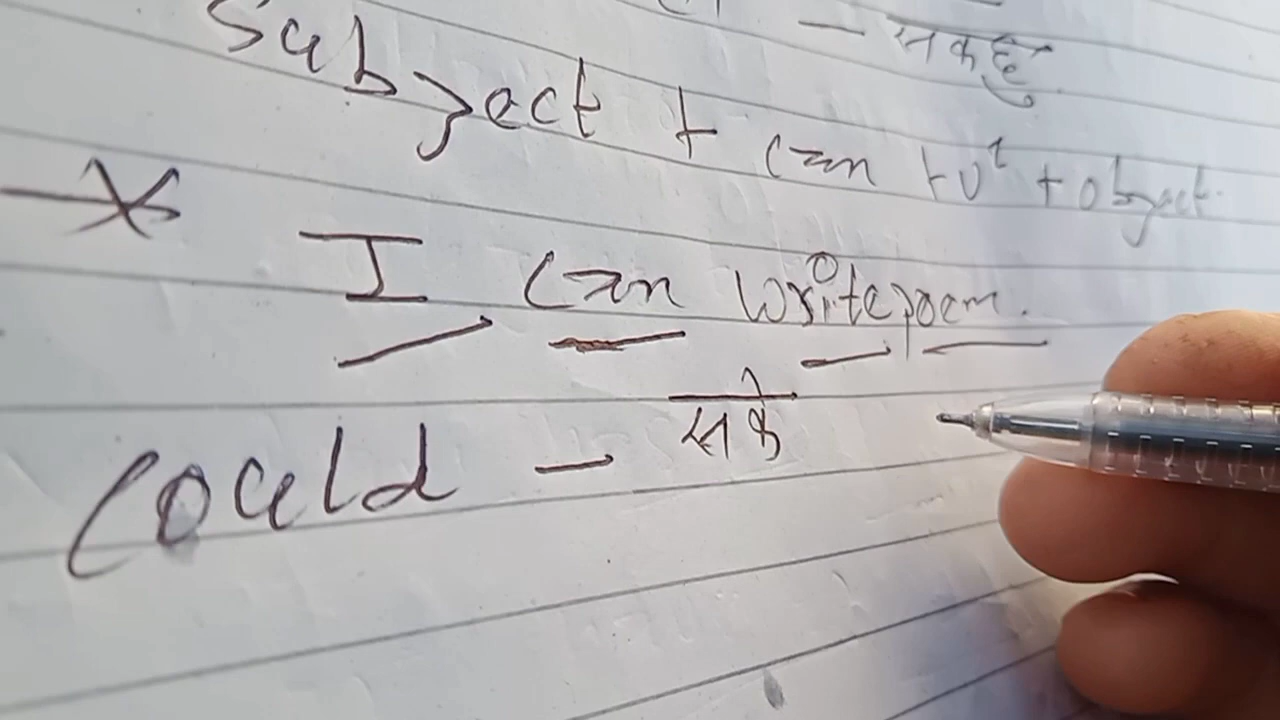 Subject + can + v1 + object.
I can write poem.
could - सके